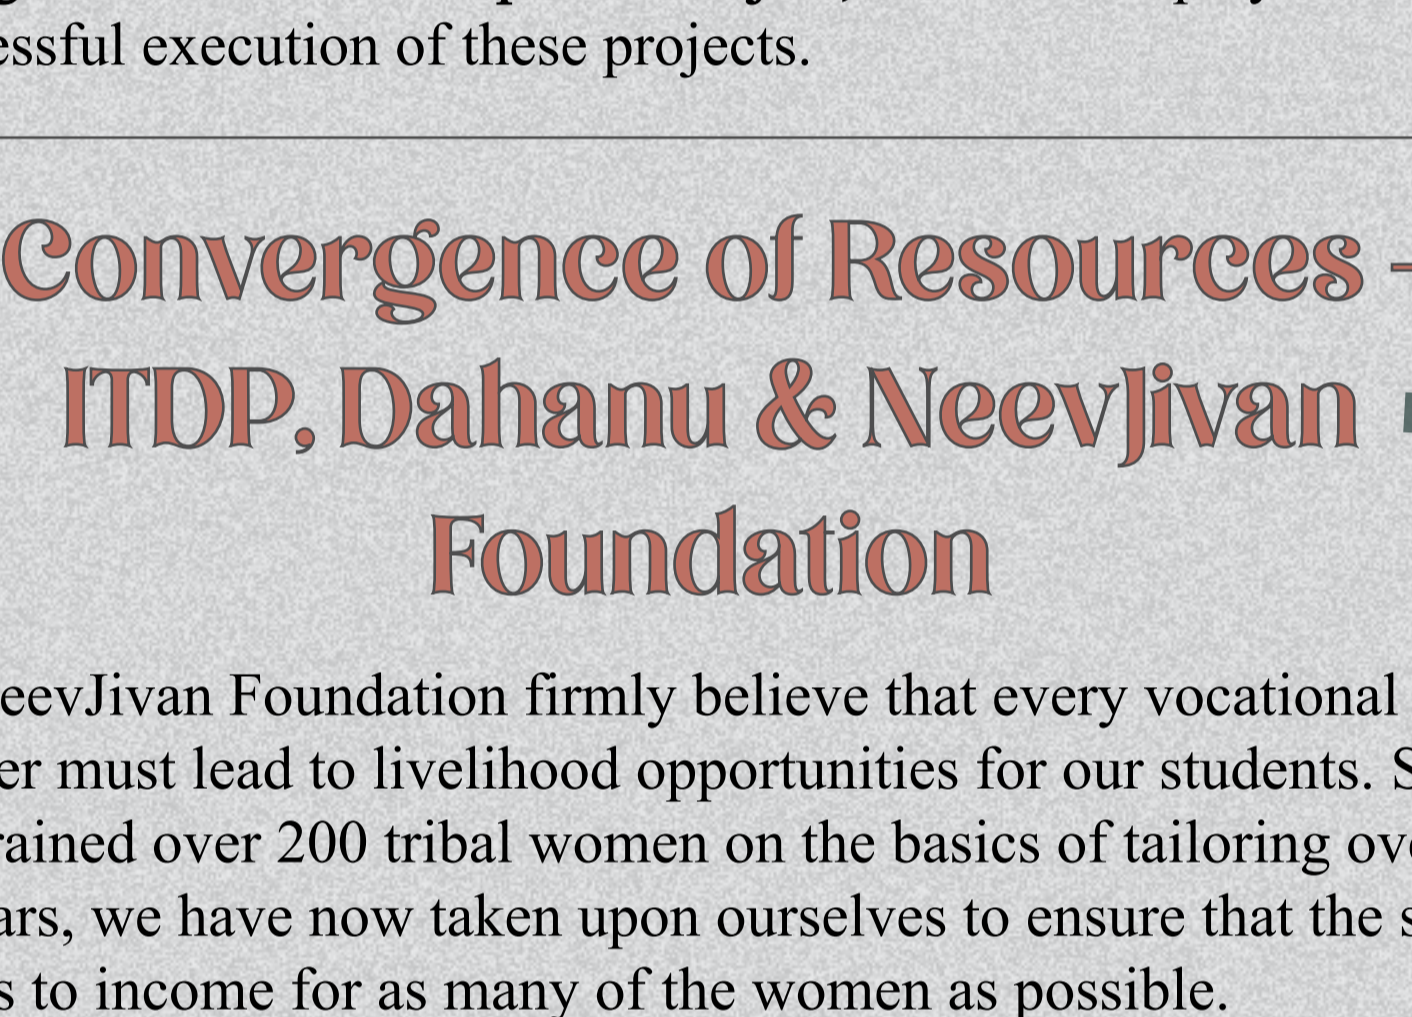 essful execution of these projects.
Convergence of Resources -
ITDP, Dahanu & NeevJivan
Foundation
eevJivan Foundation firmly believe that every vocational
er must lead to livelihood opportunities for our students. S
rained over 200 tribal women on the basics of tailoring ov
ars, we have now taken upon ourselves to ensure that the s
s to income for as many of the women as possible.